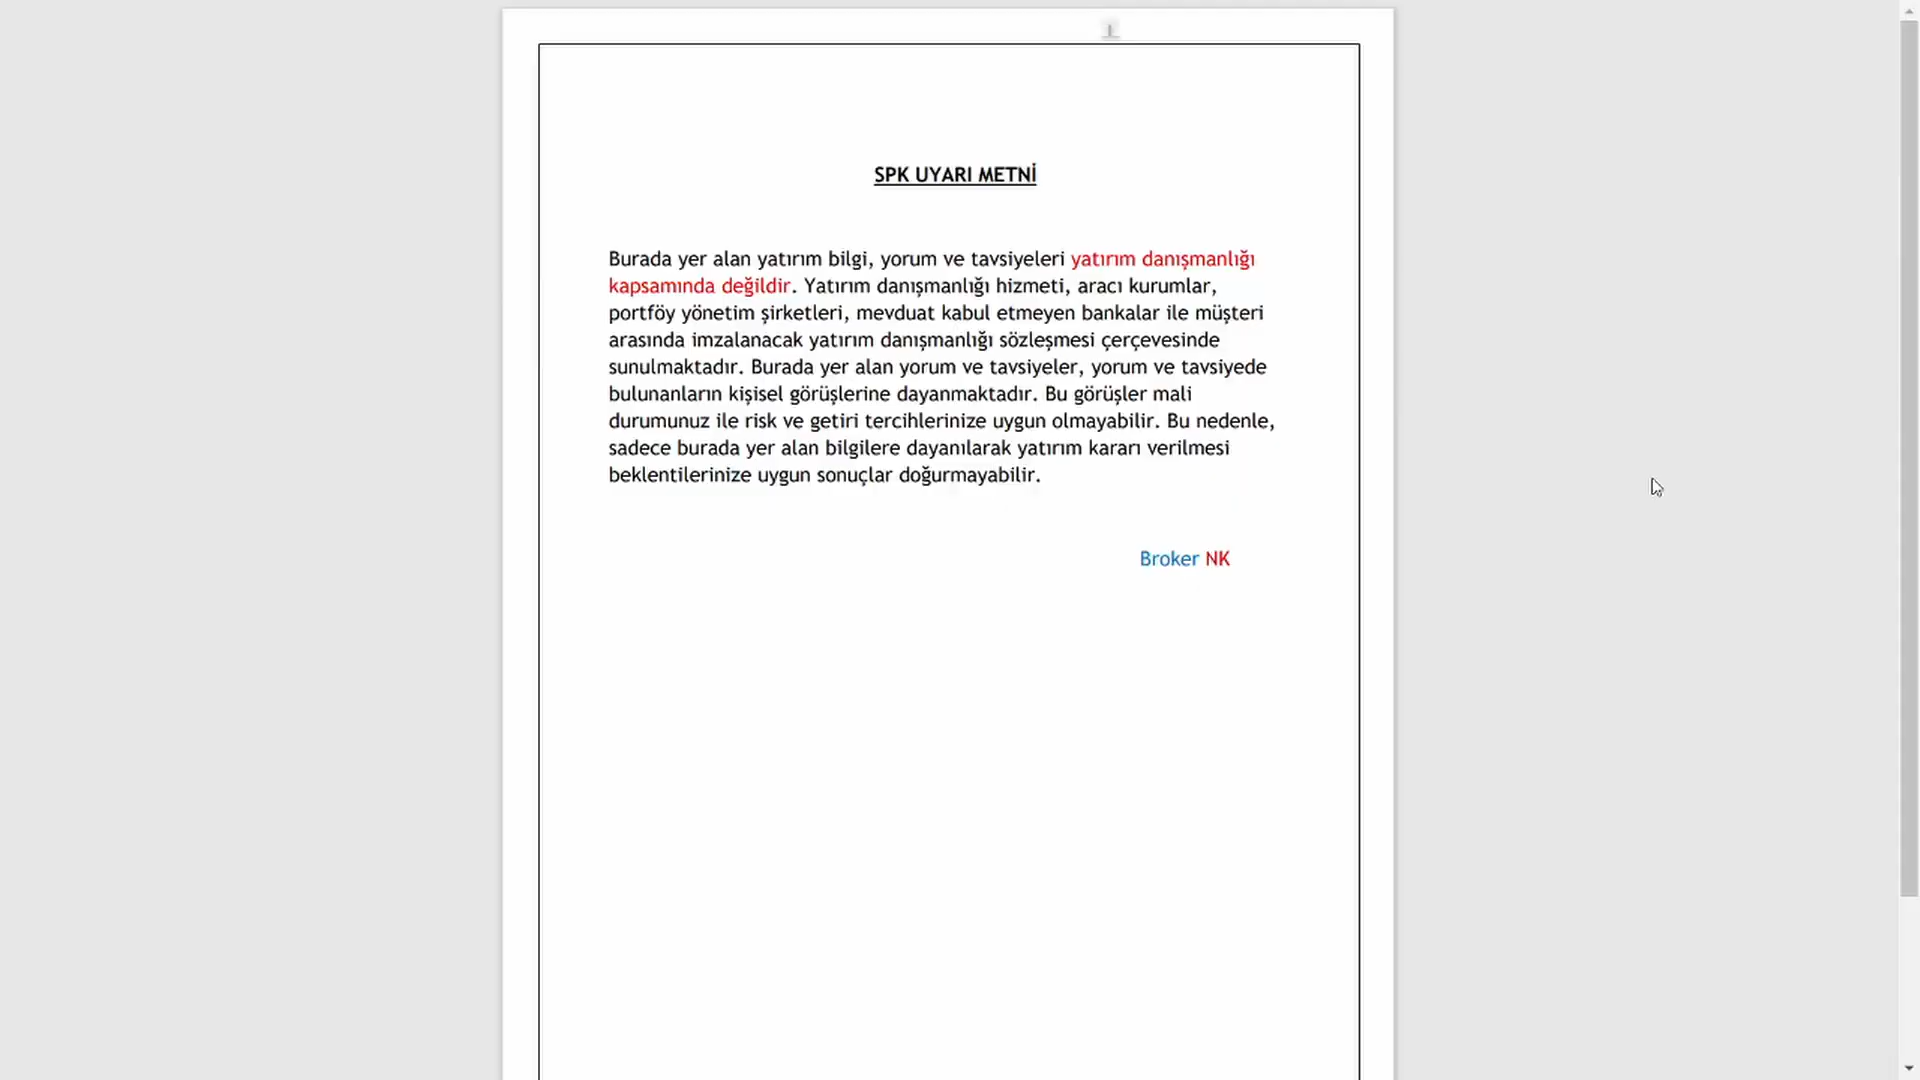 SPK UYARI METNİ
Burada yer alan yatırım bilgi, yorum ve tavsiyeleri yatırım danışmanlığı
kapsamında değildir. Yatırım danışmanlığı hizmeti, aracı kurumlar,
portföy yönetim şirketleri, mevduat kabul etmeyen bankalar ile müşteri
arasında imzalanacak yatırım danışmanlığı sözleşmesi çerçevesinde
sunulmaktadır. Burada yer alan yorum ve tavsiyeler, yorum ve tavsiyede
bulunanların kişisel görüşlerine dayanmaktadır. Bu görüşler mali
durumunuz ile risk ve getiri tercihlerinize uygun olmayabilir. Bu nedenle,
sadece burada yer alan bilgilere dayanılarak yatırım kararı verilmesi
beklentilerinize uygun sonuçlar doğurmayabilir.
Broker NK